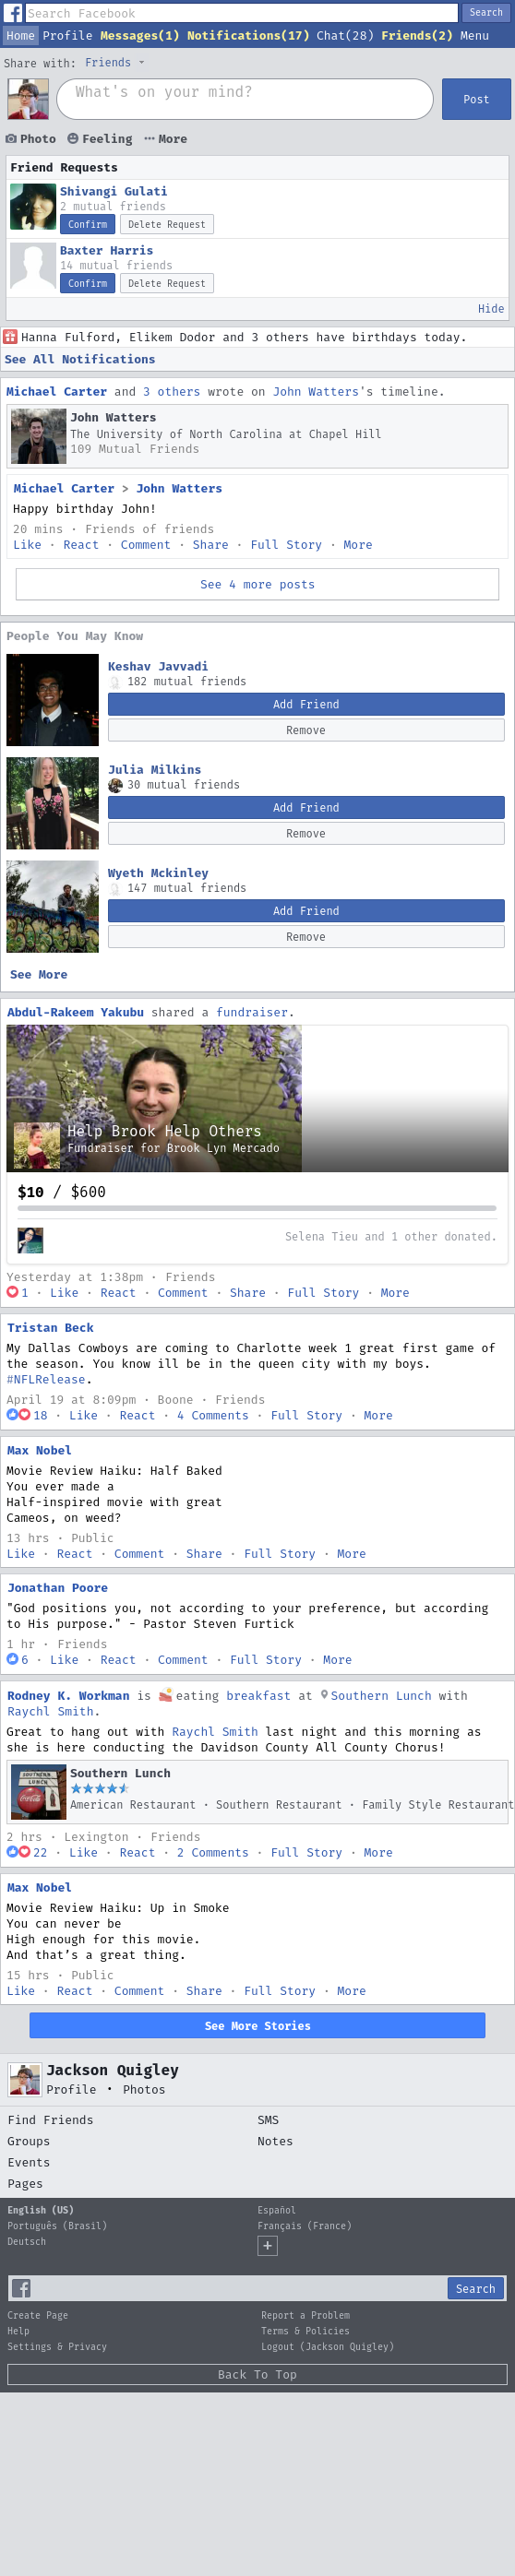 Search Facebook
Search
Home Profile Messages(1) Notifications(17) Chat(28) Friends(2) Menu
Share with: Friends
What's on your mind?
Post
Photo Feeling More
Friend Requests
Shivangi Gulati
2 mutual friends
Confirm Delete Request
Baxter Harris
14 mutual friends
Confirm Delete Request
Hide
Hanna Fulford, Elikem Dodor and 3 others have birthdays today.
See All Notifications
Michael Carter and 3 others wrote on John Watters's timeline.
John Watters
The University of North Carolina at Chapel Hill
109 Mutual Friends
Michael Carter > John Watters
Happy birthday John!
20 mins · Friends of friends
Like · React · Comment · Share · Full Story · More
See 4 more posts
People You May Know
Keshav Javvadi
182 mutual friends
Add Friend
Remove
Julia Milkins
30 mutual friends
Add Friend
Remove
Wyeth Mckinley
147 mutual friends
Add Friend
Remove
See More
Abdul-Rakeem Yakubu shared a fundraiser.
Help Brook Help Others
Fundraiser for Brook Lyn Mercado
$10 / $600
Selena Tieu and 1 other donated.
Yesterday at 1:38pm · Friends
1 · Like · React · Comment · Share · Full Story · More
Tristan Beck
My Dallas Cowboys are coming to Charlotte week 1 great first game of
the season. You know ill be in the queen city with my boys.
#NFLRelease.
April 19 at 8:09pm · Boone · Friends
18 · Like · React · 4 Comments · Full Story · More
Max Nobel
Movie Review Haiku: Half Baked
You ever made a
Half-inspired movie with great
Cameos, on weed?
13 hrs · Public
Like · React · Comment · Share · Full Story · More
Jonathan Poore
"God positions you, not according to your preference, but according
to His purpose." - Pastor Steven Furtick
1 hr · Friends
6 · Like · React · Comment · Full Story · More
Rodney K. Workman is eating breakfast at Southern Lunch with
Raychl Smith.
Great to hang out with Raychl Smith last night and this morning as
she is here conducting the Davidson County All County Chorus!
SOUTHERN
LUNCH
Coca-Cola
Southern Lunch
American Restaurant · Southern Restaurant · Family Style Restaurant
2 hrs · Lexington · Friends
22 · Like · React · 2 Comments · Full Story · More
Max Nobel
Movie Review Haiku: Up in Smoke
You can never be
High enough for this movie.
And that’s a great thing.
15 hrs · Public
Like · React · Comment · Share · Full Story · More
See More Stories
Jackson Quigley
Profile · Photos
Find Friends SMS
Groups Notes
Events
Pages
English (US) Español
Português (Brasil) Français (France)
Deutsch +
Search
Create Page Report a Problem
Help Terms & Policies
Settings & Privacy Logout (Jackson Quigley)
Back To Top